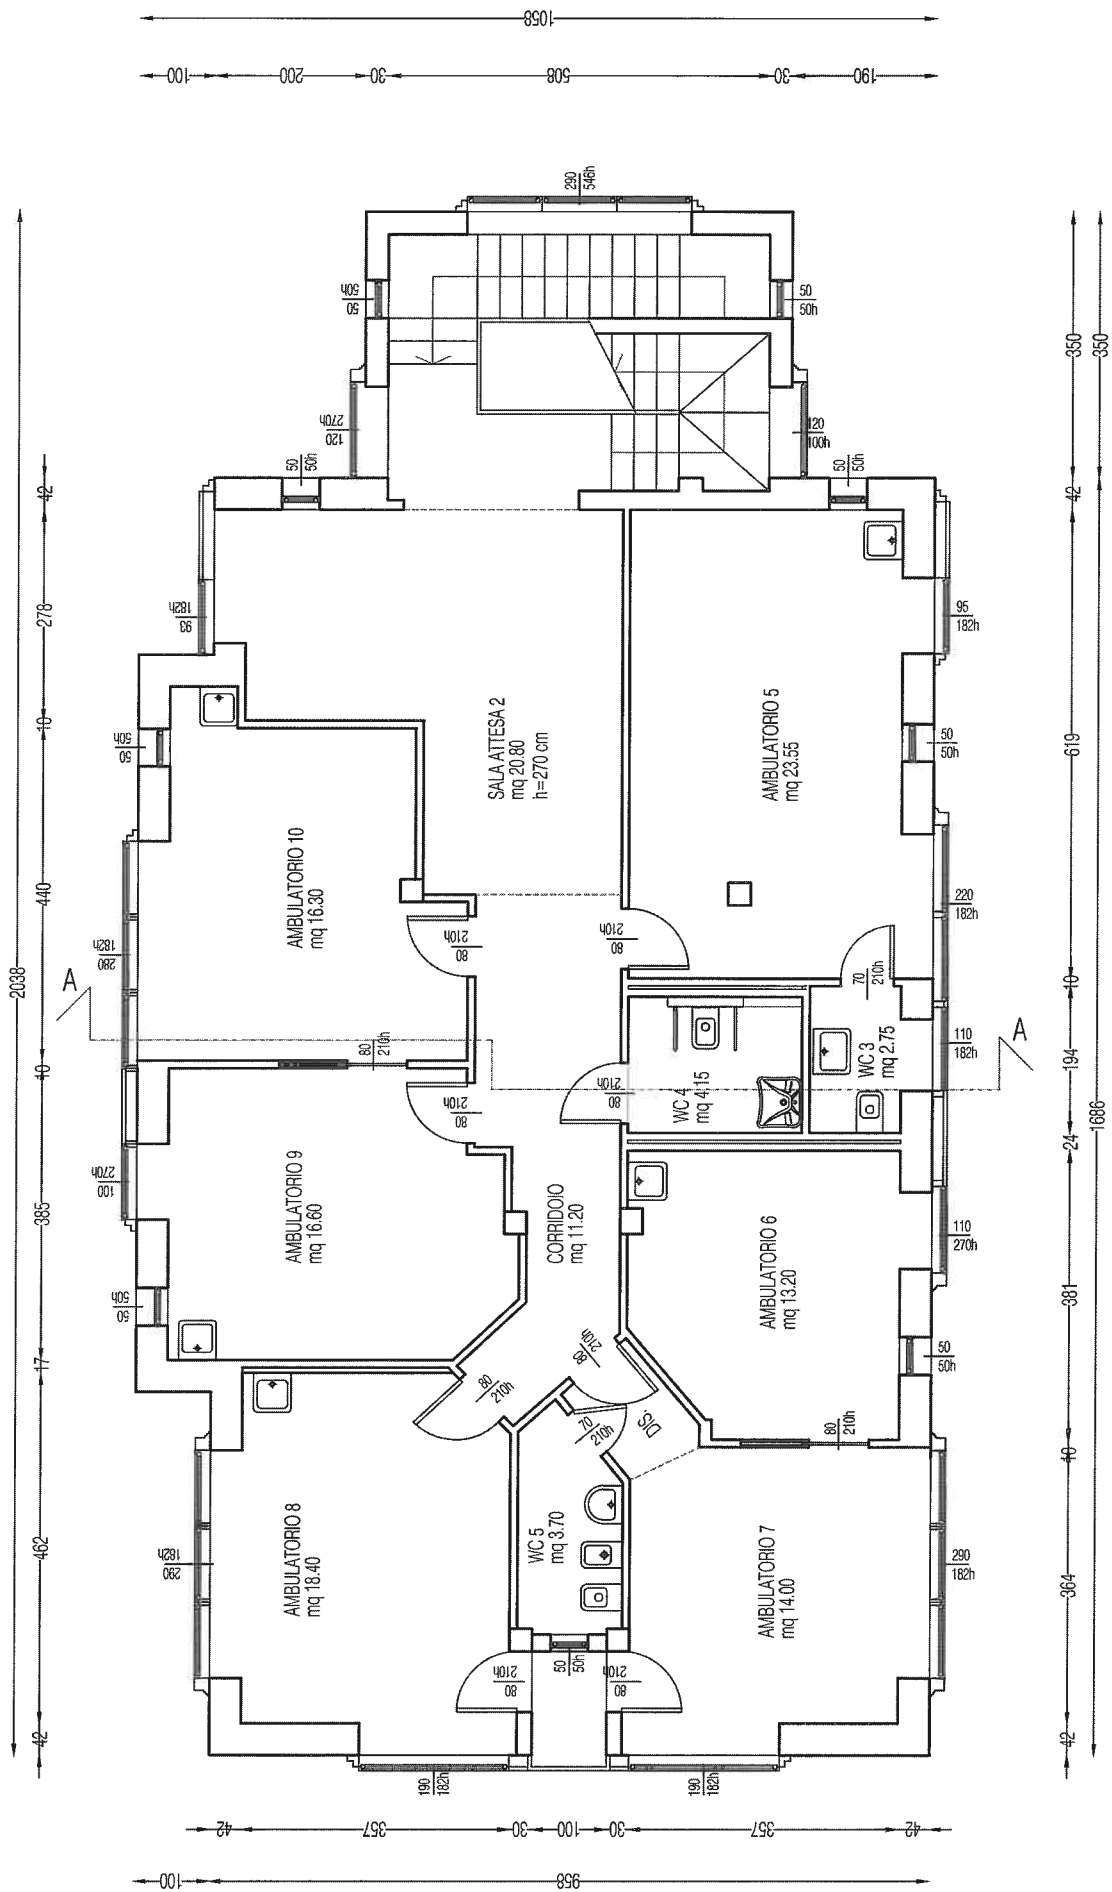 1058
100
200
30
508
30
190
290
546h
50
50h
50
50h
120
270h
120
100h
50
50h
50
50h
2038
42
278
10
440
10
385
17
462
42
350
350
42
619
10
194
24
381
10
364
42
1686
93
182h
95
182h
50
50h
50
50h
SALA ATTESA 2
mq 20.80
h=270 cm
AMBULATORIO 5
mq 23.55
AMBULATORIO 10
mq 16.30
280
182h
220
182h
80
210h
80
210h
70
210h
A
A
80
210h
80
210h
80
210h
110
182h
WC 3
mq 2.75
WC 4
mq 4.15
100
270h
AMBULATORIO 9
mq 16.60
CORRIDOIO
mq 11.20
AMBULATORIO 6
mq 13.20
110
270h
50
50h
50
50h
80
210h
80
210h
70
210h
DIS.
80
210h
AMBULATORIO 8
mq 18.40
WC 5
mq 3.70
AMBULATORIO 7
mq 14.00
290
182h
290
182h
80
210h
50
50h
80
210h
190
182h
190
182h
42
357
30
100
30
357
42
100
958